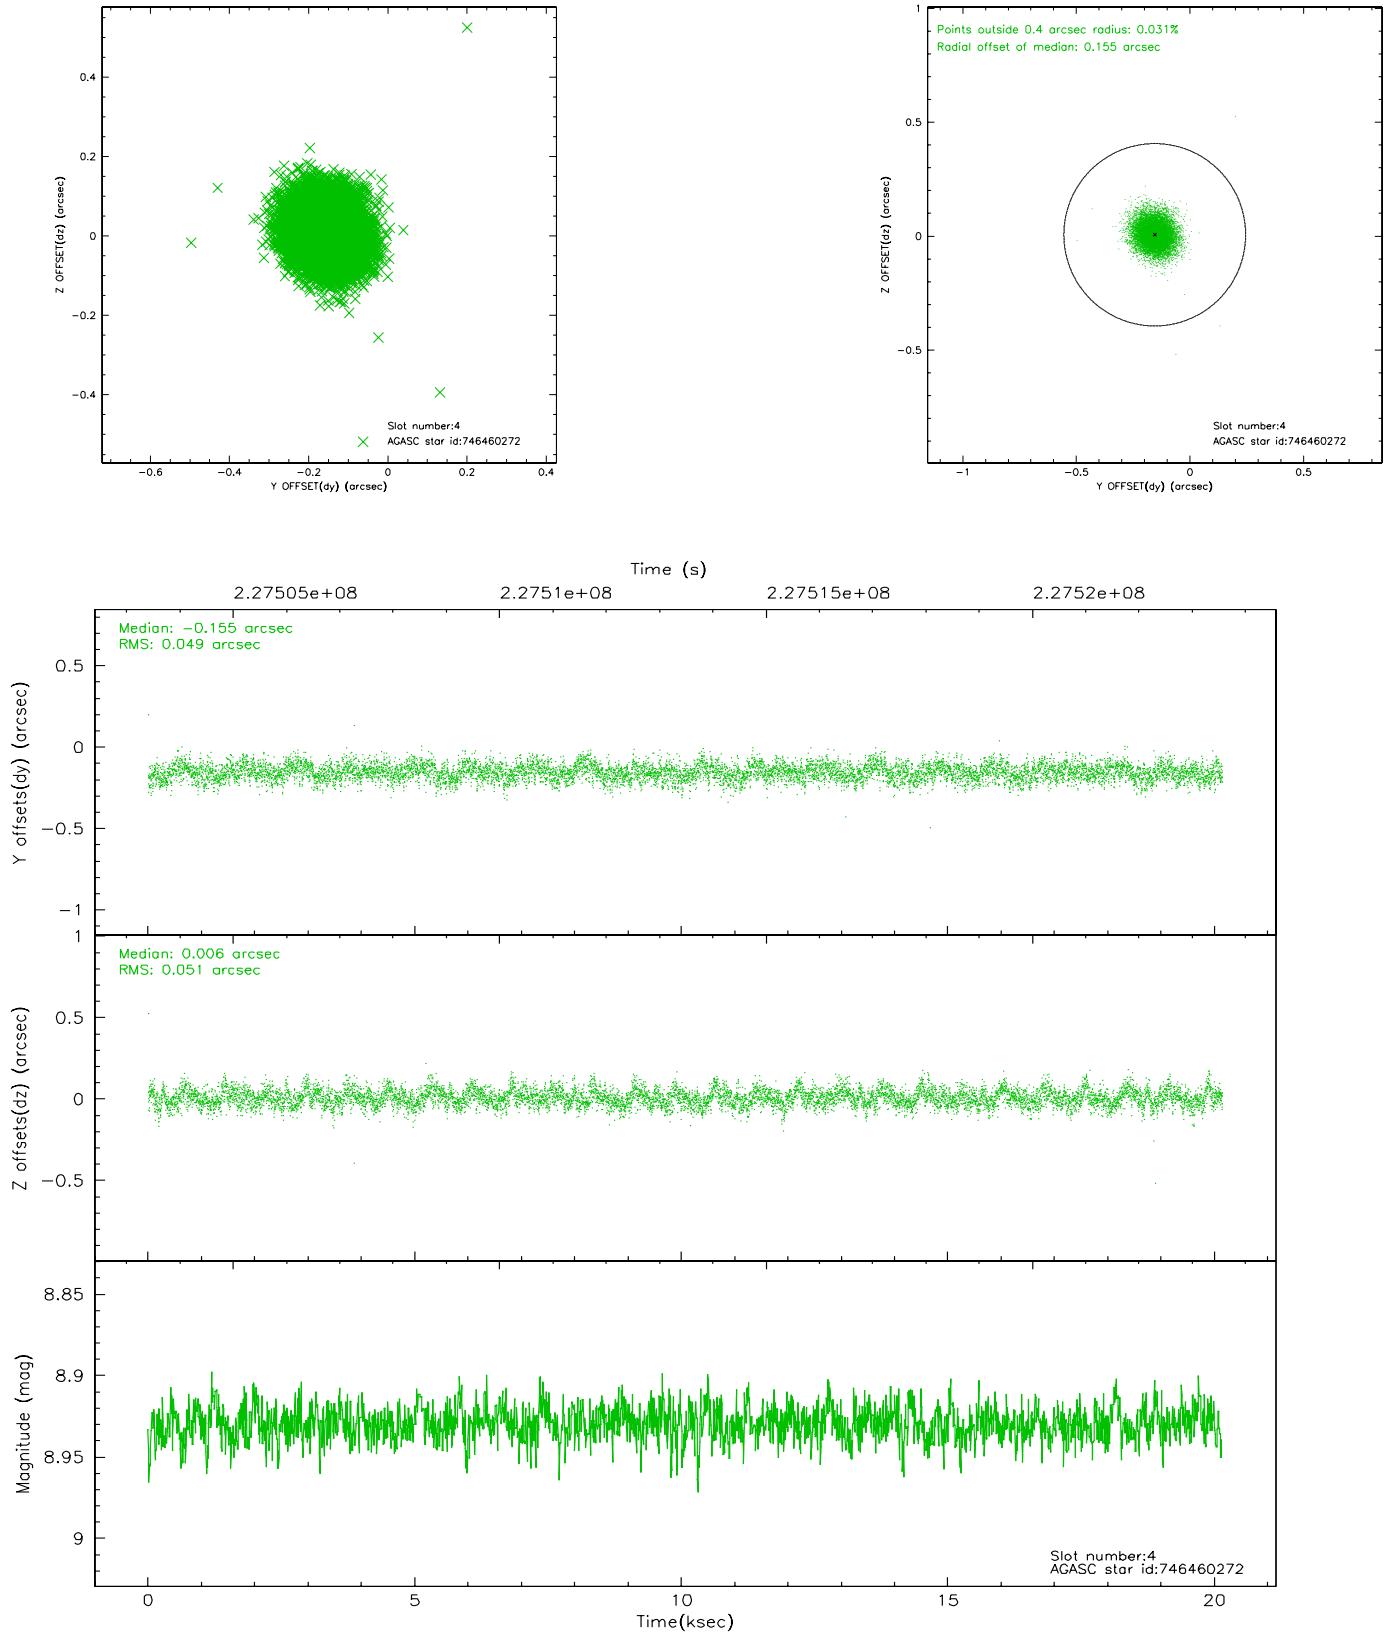 0.4
0.2
0
−0.2
−0.4
Z OFFSET(dz) (arcsec)
Slot number:4
AGASC star id:746460272
−0.6 −0.4 −0.2 0 0.2 0.4
Y OFFSET(dy) (arcsec)
Points outside 0.4 arcsec radius: 0.031%
Radial offset of median: 0.155 arcsec
1
0.5
0
−0.5
Z OFFSET(dz) (arcsec)
Slot number:4
AGASC star id:746460272
−1 −0.5 0 0.5
Y OFFSET(dy) (arcsec)
Time (s)
2.27505e+08 2.2751e+08 2.27515e+08 2.2752e+08
Median: −0.155 arcsec
RMS: 0.049 arcsec
0.5
0
−0.5
−1
Y offsets(dy) (arcsec)
Median: 0.006 arcsec
RMS: 0.051 arcsec
1
0.5
0
−0.5
Z offsets(dz) (arcsec)
8.85
8.9
8.95
9
Magnitude (mag)
Slot number:4
AGASC star id:746460272
0 5 10 15 20
Time(ksec)